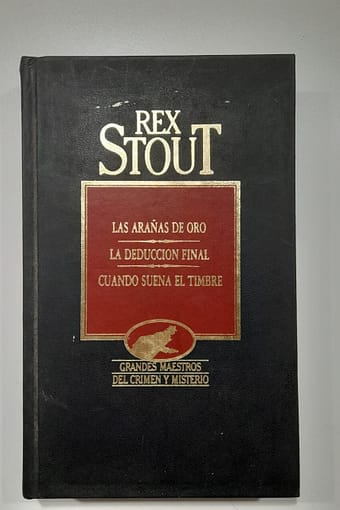 REX
STOUT
LAS ARAÑAS DE ORO
LA DEDUCCION FINAL
CUANDO SUENA EL TIMBRE
GRANDES MAESTROS
DEL CRIMEN Y MISTERIO